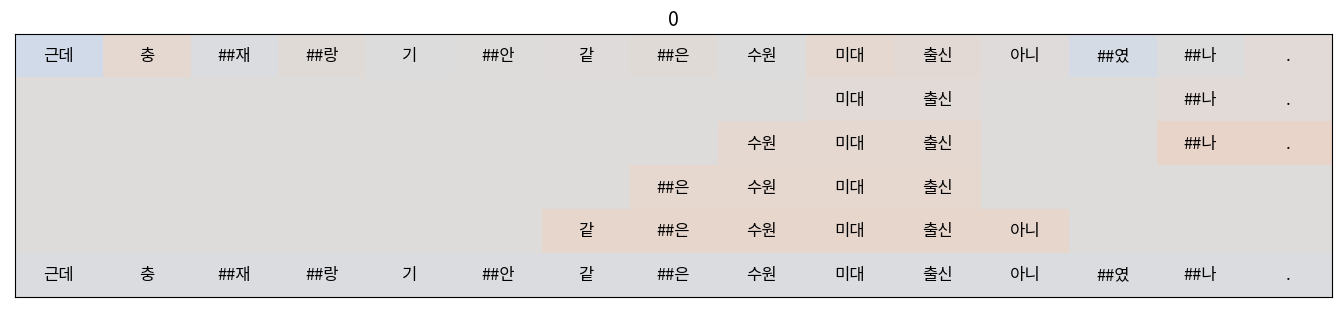 0
근데 충 ##재 ##랑 기 ##안 같 ##은 수원 미대 출신 아니 ##였 ##나 .
미대 출신 ##나 .
수원 미대 출신 ##나 .
##은 수원 미대 출신
같 ##은 수원 미대 출신 아니
근데 충 ##재 ##랑 기 ##안 같 ##은 수원 미대 출신 아니 ##였 ##나 .